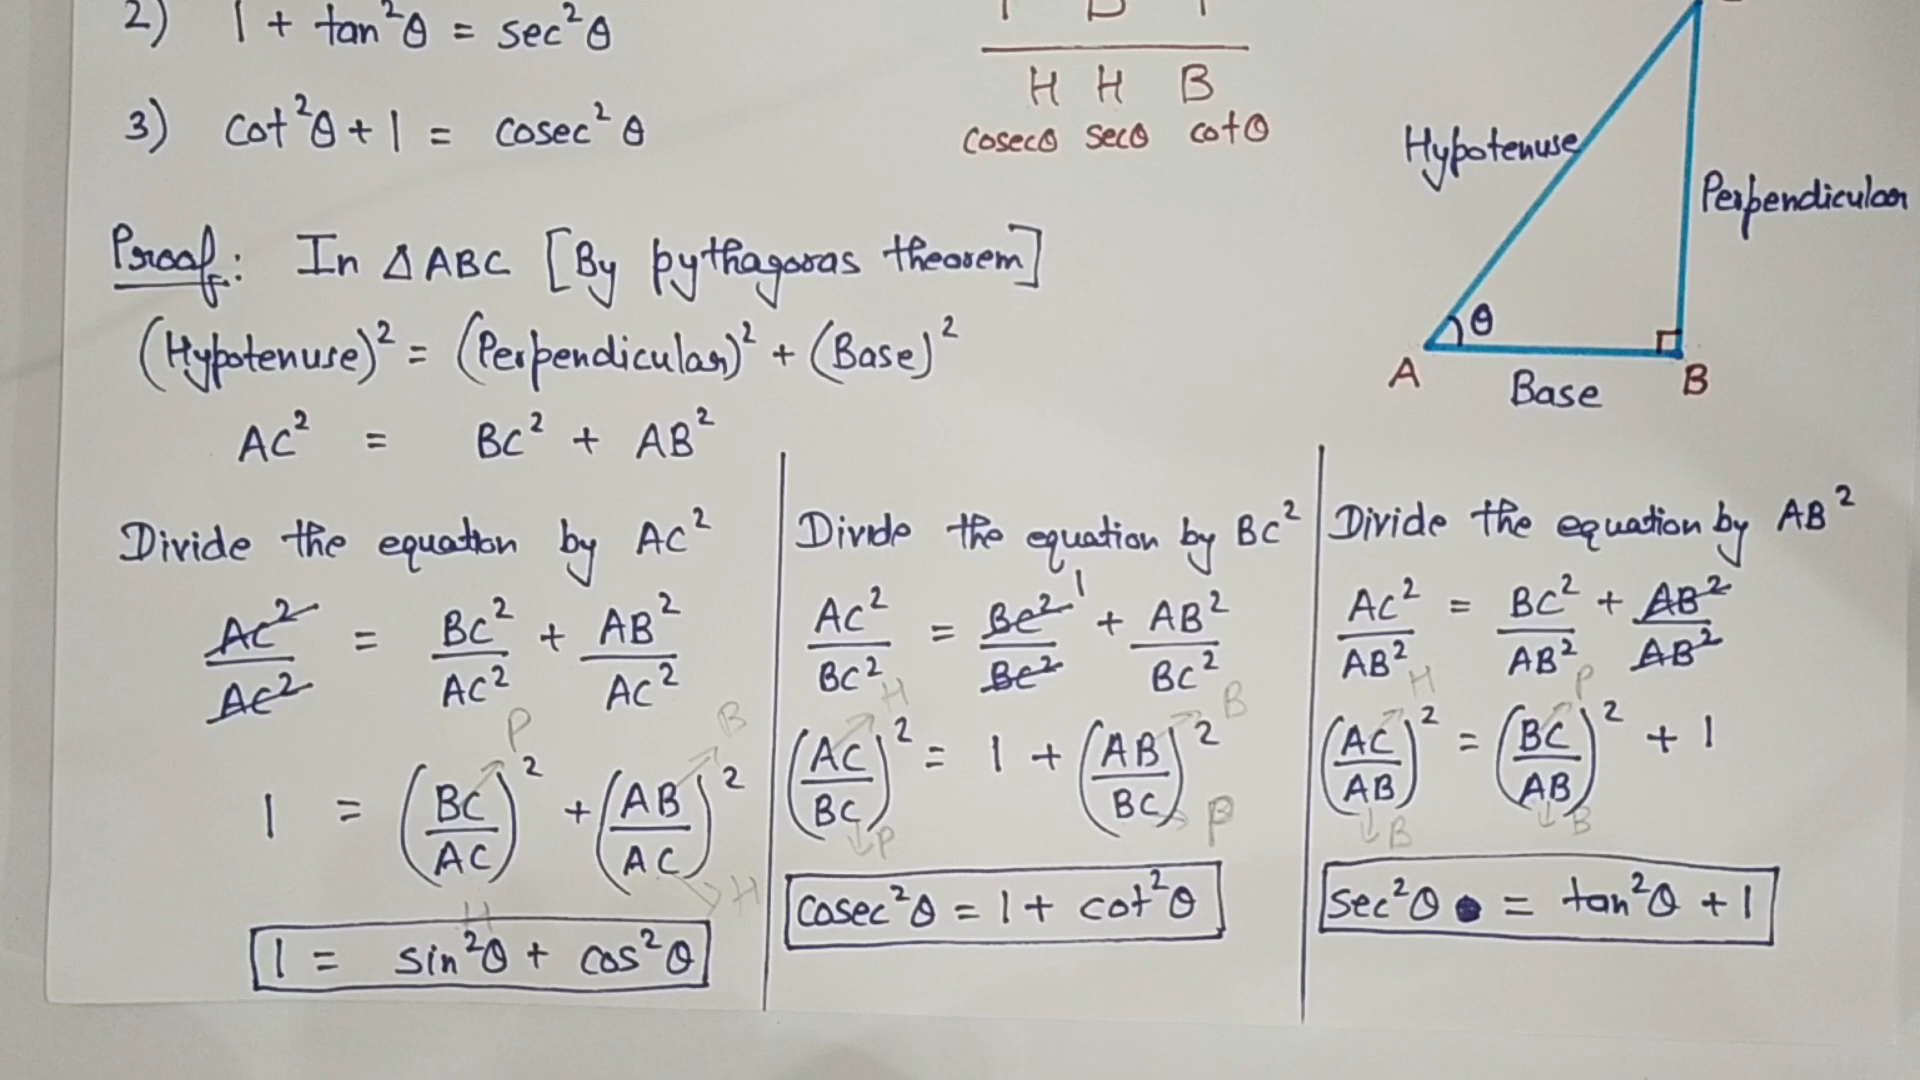 2) 1 + tan²θ = sec²θ
3) cot²θ + 1 = cosec²θ
H H B
cosecθ secθ cotθ
Hypotenuse
Perpendicular
θ
A B
Base
Proof: In △ABC [By pythagoras theorem]
(Hypotenuse)² = (Perpendicular)² + (Base)²
AC² = BC² + AB²
Divide the equation by AC²
AC²/AC² = BC²/AC² + AB²/AC²
P B
1 = (BC/AC)² + (AB/AC)²
H H
1 = sin²θ + cos²θ
Divide the equation by BC²
AC²/BC² = BC²/BC² 1 + AB²/BC²
H B
(AC/BC)² = 1 + (AB/BC)²
P P
cosec²θ = 1 + cot²θ
Divide the equation by AB²
AC²/AB² = BC²/AB² + AB²/AB²
H P
(AC/AB)² = (BC/AB)² + 1
B B
sec²θ = tan²θ + 1